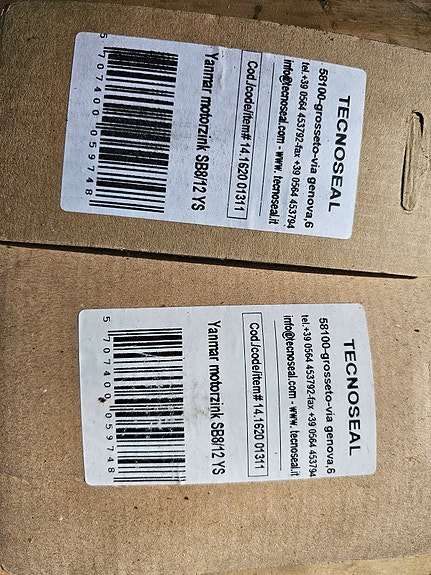 TECNOSEAL
58100-grosseto-via genova,6
tel.+39 0564 453792-fax +39 0564 453794
info@tecnoseal.com - www. tecnoseal.it
Cod./code/item# 14.1620 01311
Yanmar motorzink SB8/12 YS
5 707400 059748
TECNOSEAL
58100-grosseto-via genova,6
tel.+39 0564 453792-fax +39 0564 453794
info@tecnoseal.com - www. tecnoseal.it
Cod./code/item# 14.1620 01311
Yanmar motorzink SB8/12 YS
5 707400 059748